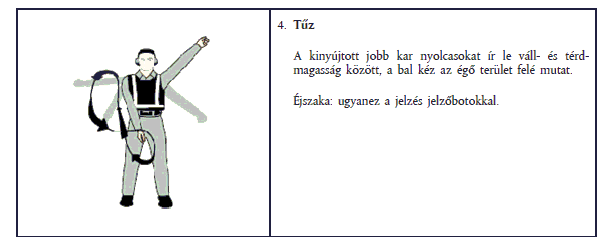 4. Tűz
A kinyújtott jobb kar nyolcasokat ír le váll- és térd-
magasság között, a bal kéz az égő terület felé mutat.
Éjszaka: ugyanez a jelzés jelzőbotokkal.